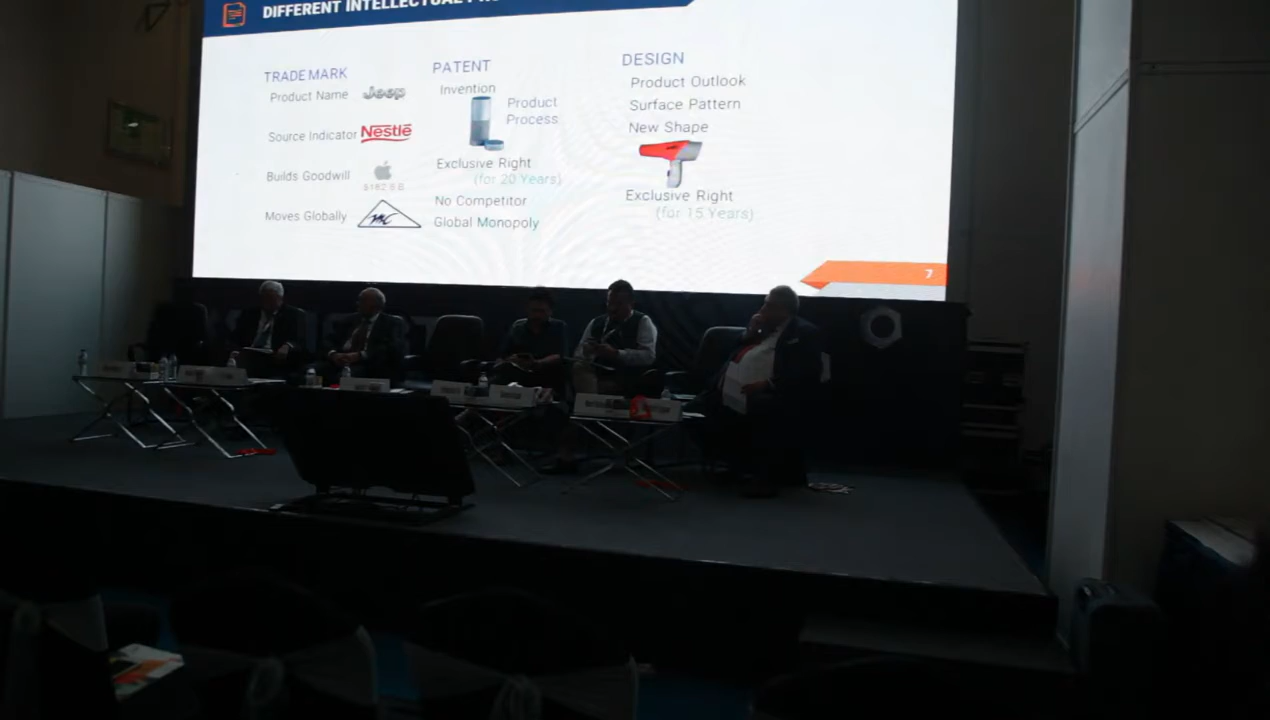 DIFFERENT INTELLECTUAL
TRADE MARK
Product Name
Jeep
Source Indicator
Nestle
Builds Goodwill
Moves Globally
PATENT
Invention
Product
Process
Exclusive Right
(for 20 Years)
No Competitor
Global Monopoly
DESIGN
Product Outlook
Surface Pattern
New Shape
Exclusive Right
(for 15 Years)
7